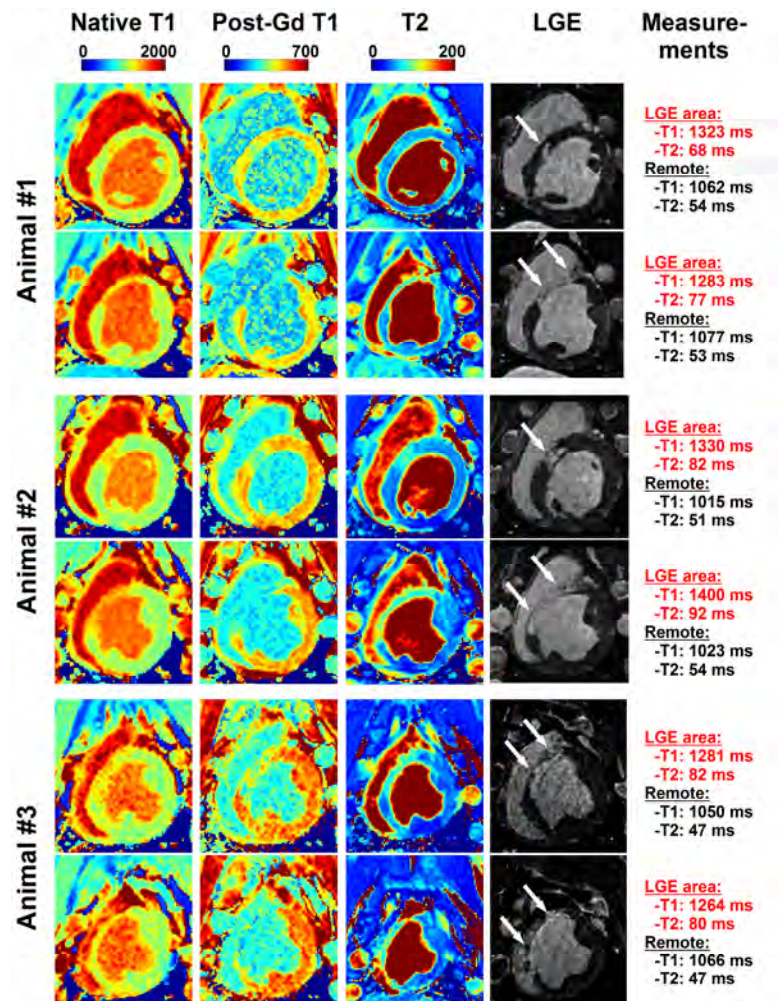 Native T1 Post-Gd T1 T2 LGE Measure-
ments
0 2000 0 700 0 200
Animal #1
LGE area:
-T1: 1323 ms
-T2: 68 ms
Remote:
-T1: 1062 ms
-T2: 54 ms
LGE area:
-T1: 1283 ms
-T2: 77 ms
Remote:
-T1: 1077 ms
-T2: 53 ms
Animal #2
LGE area:
-T1: 1330 ms
-T2: 82 ms
Remote:
-T1: 1015 ms
-T2: 51 ms
LGE area:
-T1: 1400 ms
-T2: 92 ms
Remote:
-T1: 1023 ms
-T2: 54 ms
Animal #3
LGE area:
-T1: 1281 ms
-T2: 82 ms
Remote:
-T1: 1050 ms
-T2: 47 ms
LGE area:
-T1: 1264 ms
-T2: 80 ms
Remote:
-T1: 1066 ms
-T2: 47 ms